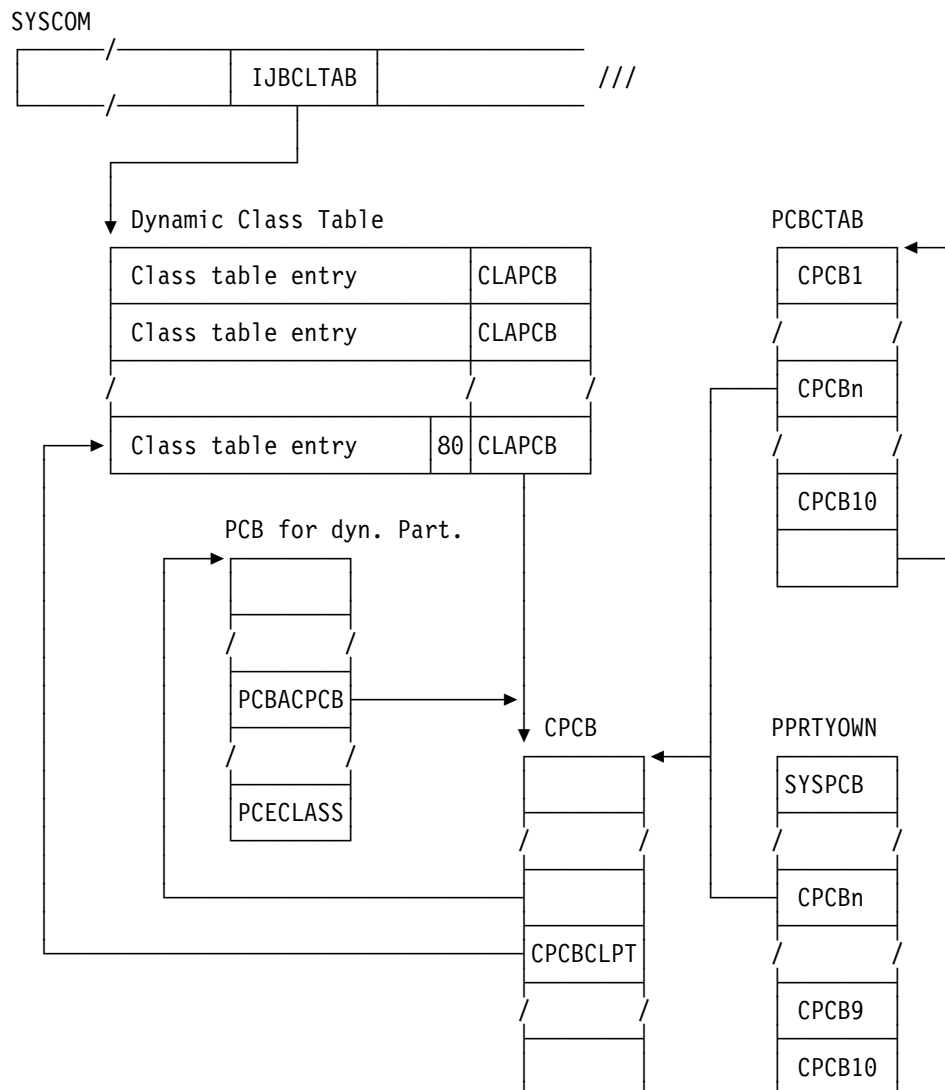 SYSCOM
IJBCLTAB
///
Dynamic Class Table
PCBCTAB
Class table entry CLAPCB
CPCB1
Class table entry CLAPCB
CPCBn
Class table entry 80 CLAPCB
CPCB10
PCB for dyn. Part.
PCBACPCB
CPCB
PPRTYOWN
SYSPCB
PCECLASS
CPCBn
CPCBCLPT
CPCB9
CPCB10